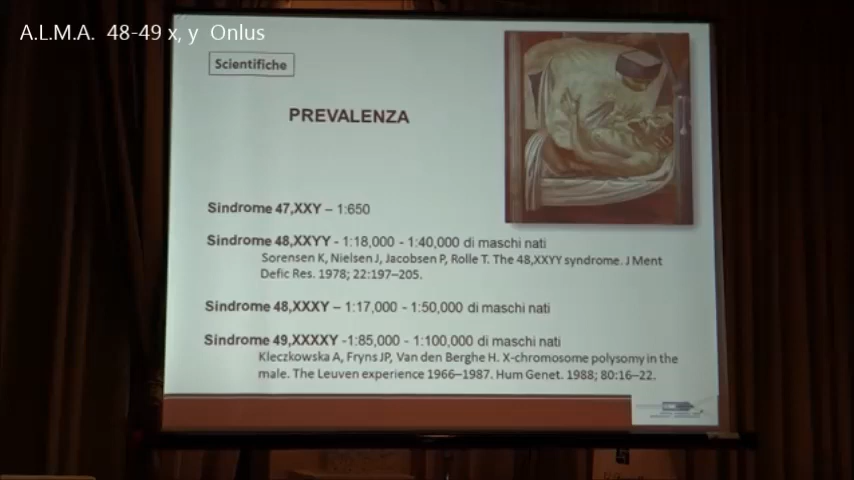 A.L.M.A. 48-49 x, y Onlus
Scientifiche
PREVALENZA
Sindrome 47,XXY – 1:650
Sindrome 48,XXYY - 1:18,000 - 1:40,000 di maschi nati
Sorensen K, Nielsen J, Jacobsen P, Rolle T. The 48,XXYY syndrome. J Ment
Defic Res. 1978; 22:197–205.
Sindrome 48,XXXY – 1:17,000 - 1:50,000 di maschi nati
Sindrome 49,XXXXY -1:85,000 - 1:100,000 di maschi nati
Kleczkowska A, Fryns JP, Van den Berghe H. X-chromosome polysomy in the
male. The Leuven experience 1966–1987. Hum Genet. 1988; 80:16–22.